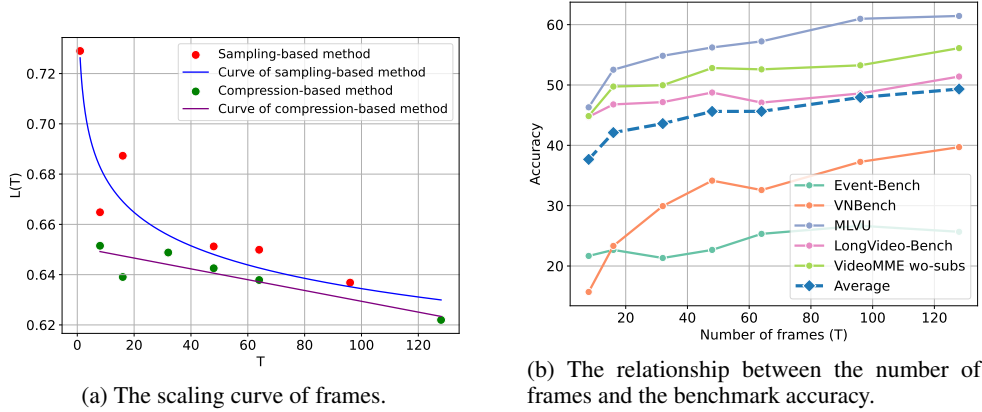 0.72
0.70
0.68
0.66
0.64
0.62
L(T)
0
20
40
60
80
100
120
T
Sampling-based method
Curve of sampling-based method
Compression-based method
Curve of compression-based method
(a) The scaling curve of frames.
60
50
40
30
20
Accuracy
20
40
60
80
100
120
Number of frames (T)
Event-Bench
VNBench
MLVU
LongVideo-Bench
VideoMME wo-subs
Average
(b) The relationship between the number of
frames and the benchmark accuracy.